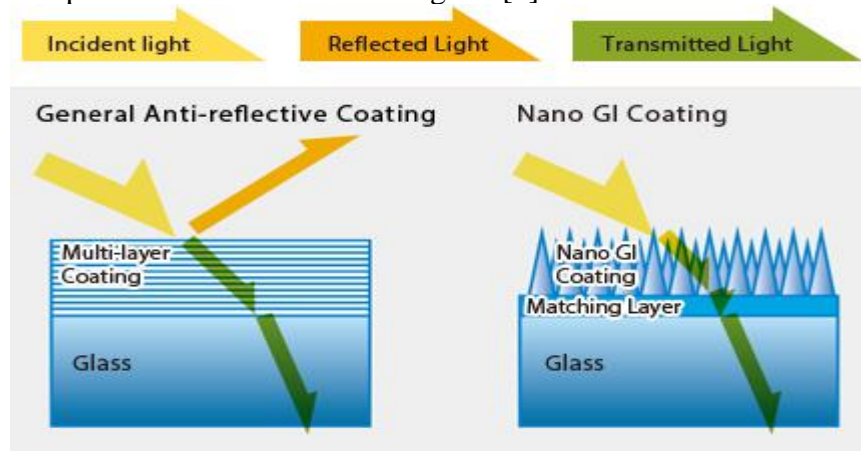 Incident light
Reflected Light
Transmitted Light
General Anti-reflective Coating
Nano GI Coating
Multi-layer
Coating
Glass
Nano GI
Coating
Matching Layer
Glass